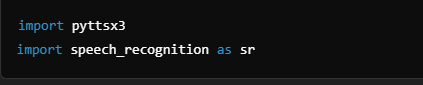 import pyttsx3
import speech_recognition as sr